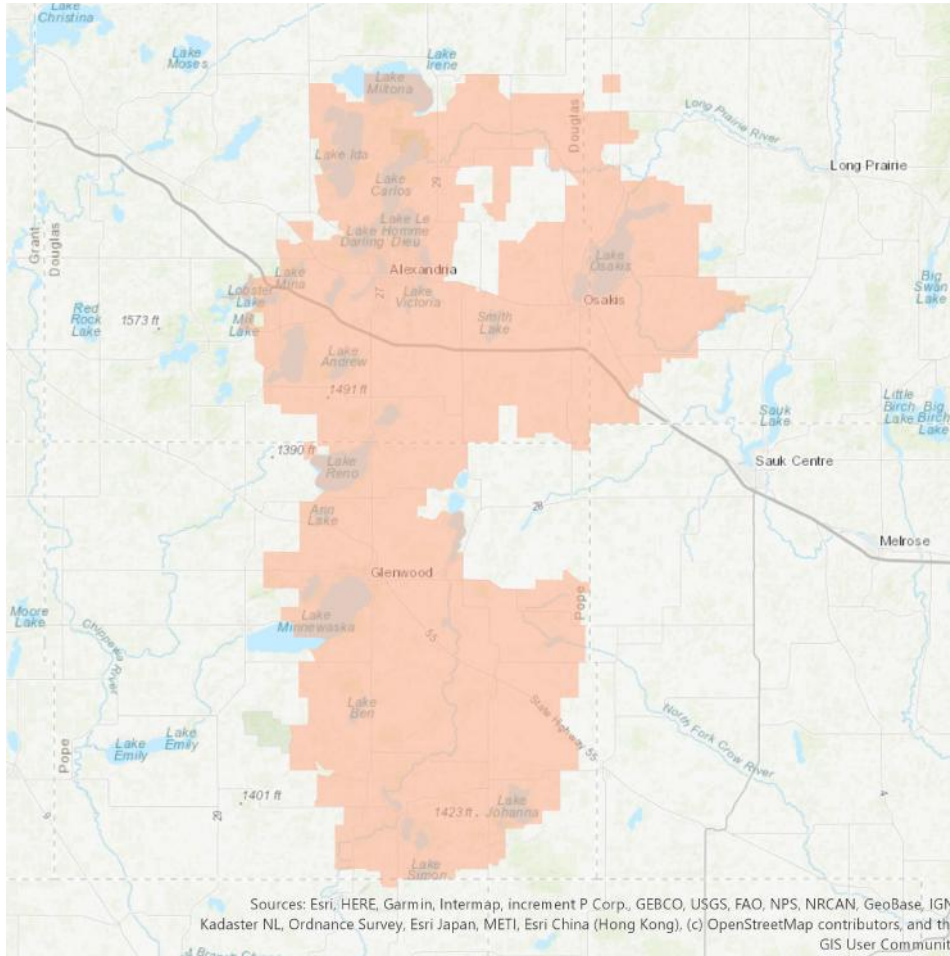 Lake
Christina
Lake
Moses
Lake
Irene
Lake
Miltona
Douglas
Long Prairie River
Long Prairie
Lake Ida
Lake
Carlos
29
Grant
Douglas
Lake Le
Lake Homme
Darling Dieu
Alexandria
Lake
Osakis
Osakis
Lake
Mina
Lobster
Lake
27
Lake
Victoria
Big
Swan
Lake
Red
Rock
Lake
1573 ft
Mill
Lake
Smith
Lake
Lake
Andrew
1491 ft
Sauk
Lake
Little
Birch
Lake
Big
Birch
Lake
1390 ft
Lake
Reno
Sauk Centre
Ann
Lake
28
Melrose
Glenwood
Pope
Moore
Lake
Chippewa River
Lake
Minnewaska
55
Lake
Ben
State Highway 55
North Fork Crow River
Lake
Emily
Lake
Emily
Pope
1401 ft
29
9
4
1423 ft
Lake
Johanna
Lake
Simon
Sources: Esri, HERE, Garmin, Intermap, increment P Corp., GEBCO, USGS, FAO, NPS, NRCAN, GeoBase, IGN
Kadaster NL, Ordnance Survey, Esri Japan, METI, Esri China (Hong Kong), (c) OpenStreetMap contributors, and th
GIS User Communit